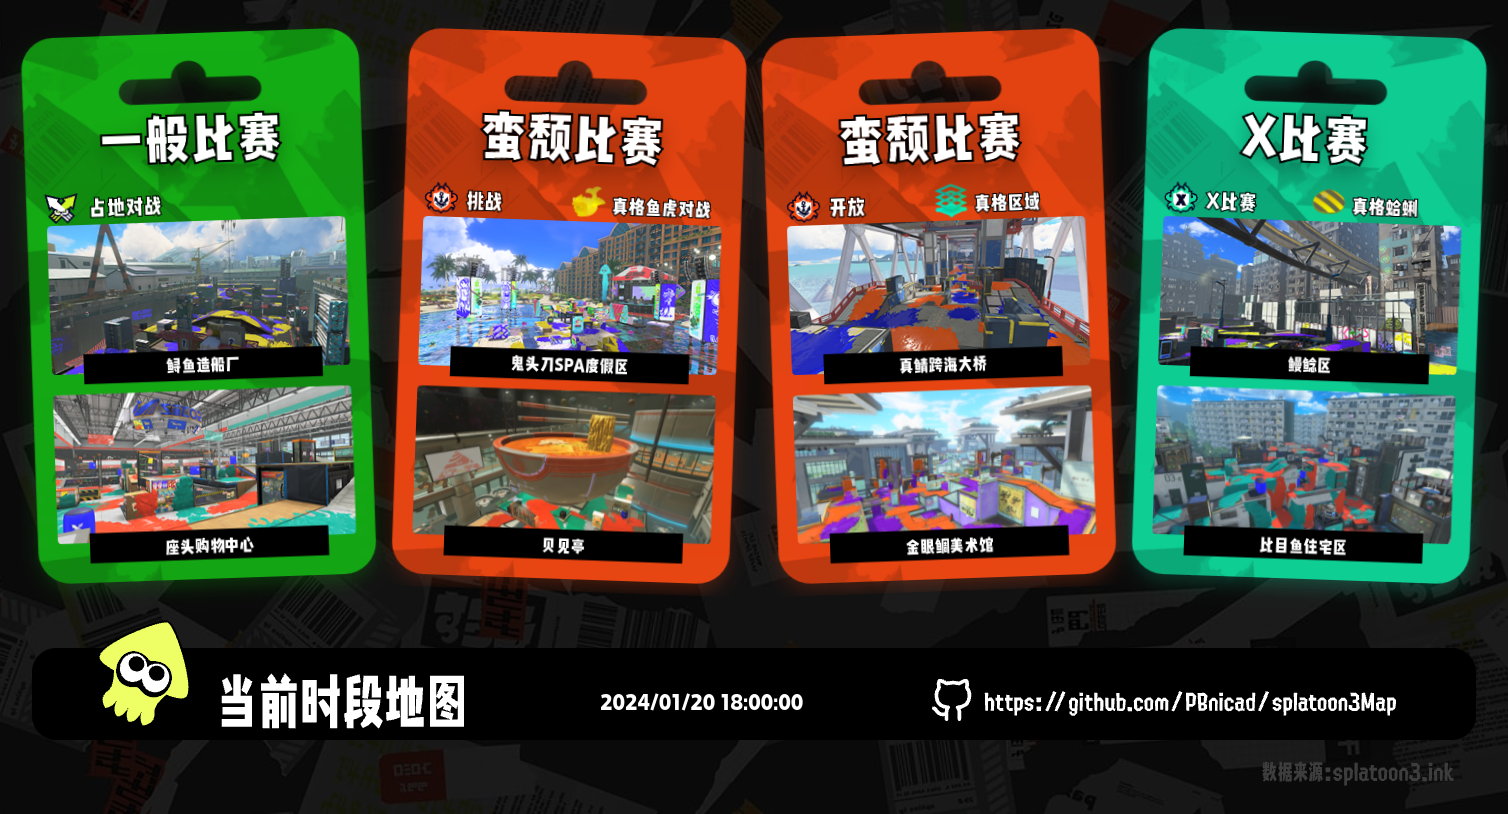 一般比赛
占地对战
鲟鱼造船厂
座头购物中心
蛮颓比赛
挑战
真格鱼虎对战
鬼头刀SPA度假区
贝见亭
蛮颓比赛
开放
真格区域
真鲭跨海大桥
金眼鲷美术馆
X比赛
X比赛
真格蛤蜊
鳗鲶区
比目鱼住宅区
当前时段地图
2024/01/20 18:00:00
https://github.com/PBnicad/splatoon3Map
数据来源:splatoon3.ink